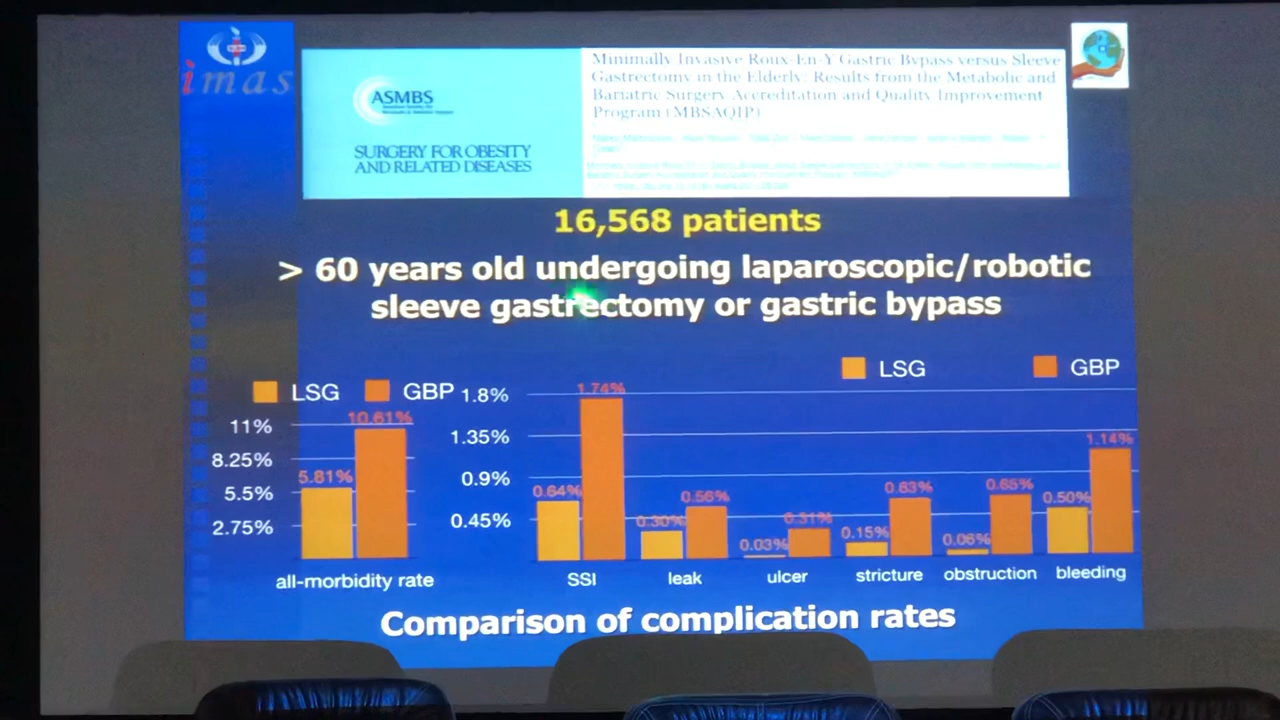 imas
ASMBS
SURGERY FOR OBESITY
AND RELATED DISEASES
Minimally Invasive Roux-En-Y Gastric Bypass versus Sleeve
Gastrectomy in the Elderly: Results from the Metabolic and
Bariatric Surgery Accreditation and Quality Improvement
Program (MBSAQIP)
16,568 patients
> 60 years old undergoing laparoscopic/robotic
sleeve gastrectomy or gastric bypass
LSG GBP
11%
8.25%
5.5%
2.75%
5.81%
10.61%
all-morbidity rate
LSG GBP
1.8%
1.35%
0.9%
0.45%
0.64% 1.74%
0.30% 0.56%
0.03% 0.31%
0.15% 0.63%
0.06% 0.65%
0.50% 1.14%
SSI leak ulcer stricture obstruction bleeding
Comparison of complication rates